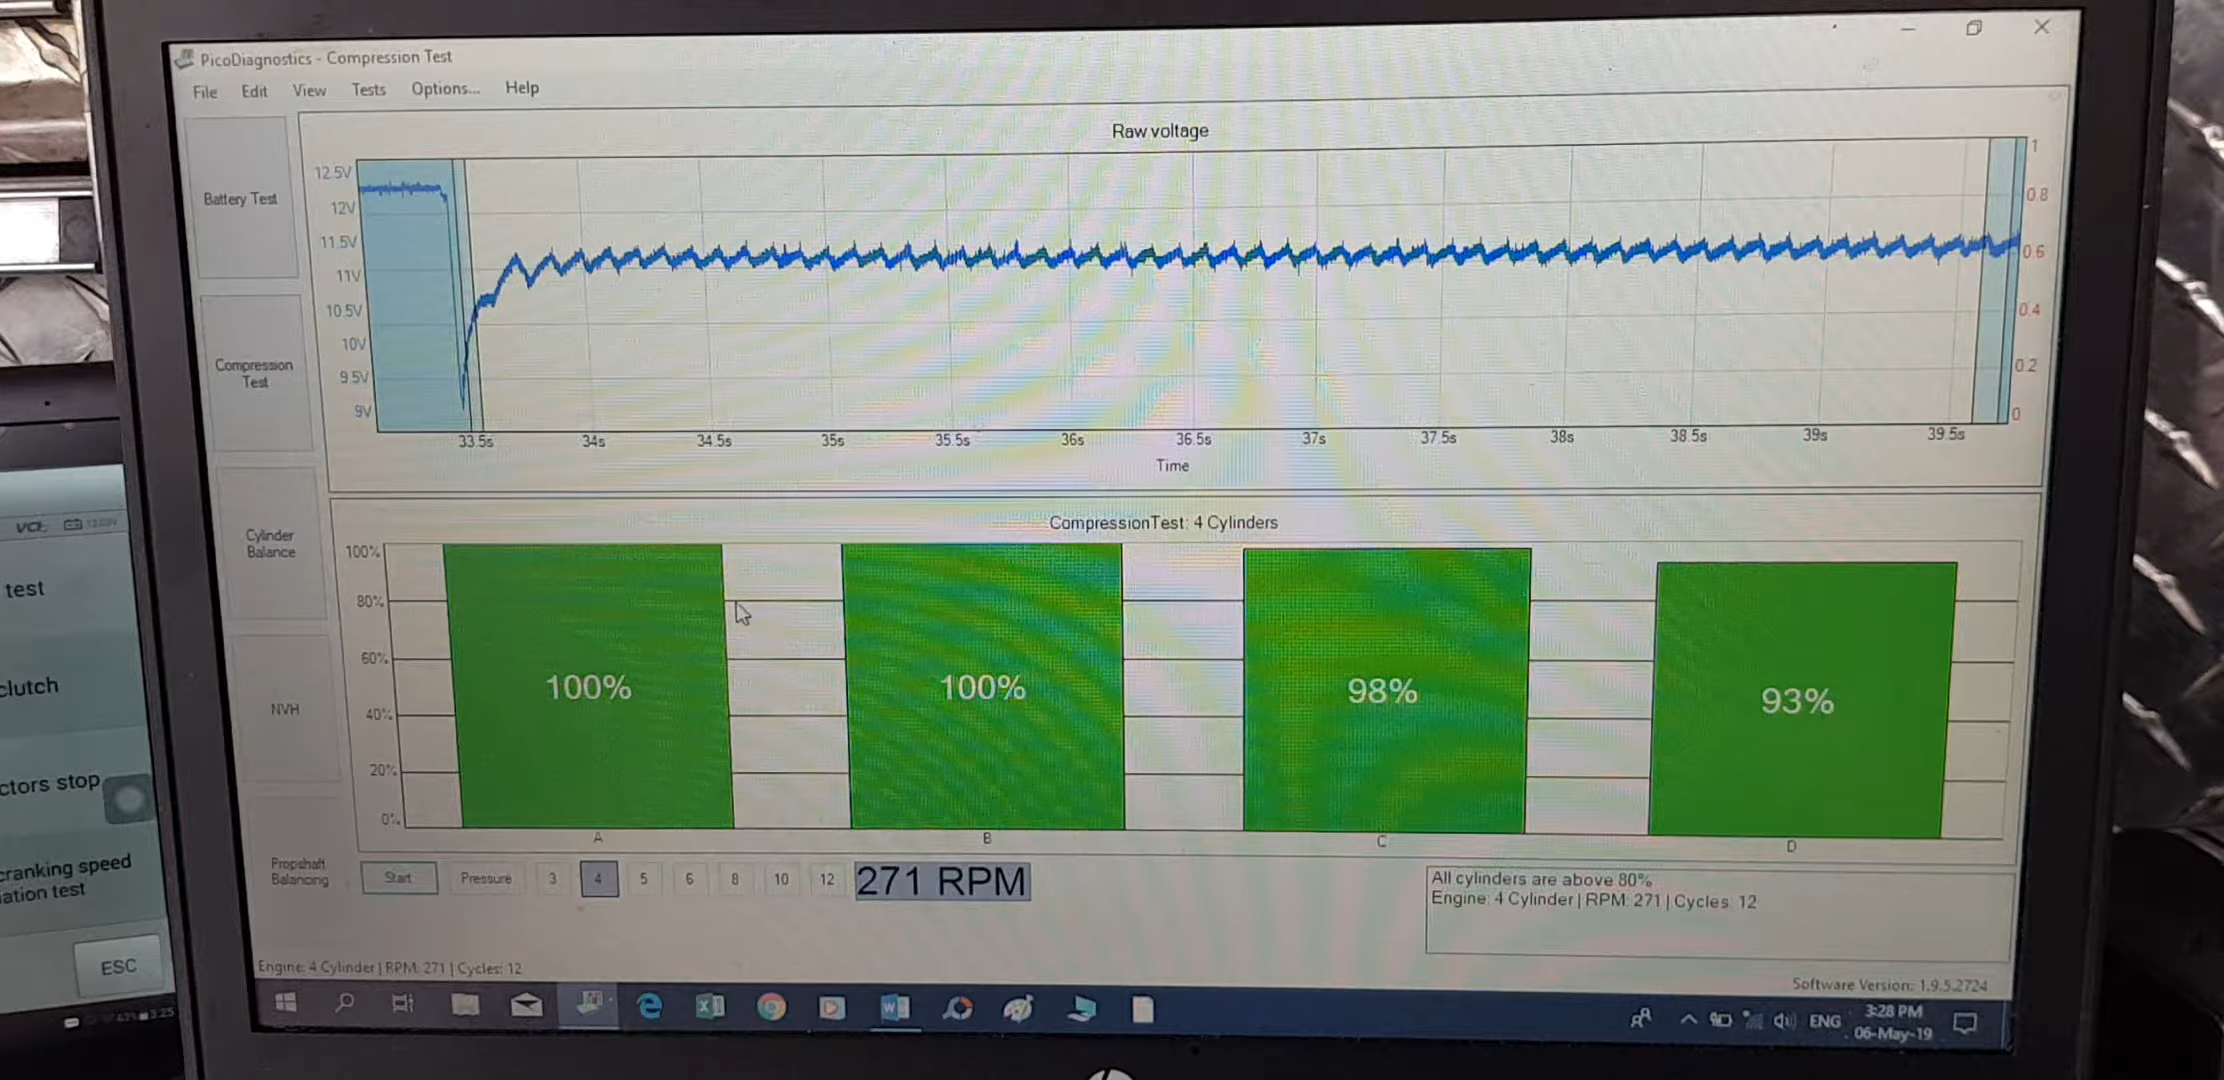 PicoDiagnostics - Compression Test
File Edit View Tests Options... Help
Battery Test
Compression
Test
Cylinder
Balance
NVH
Propshaft
Balancing
Raw voltage
12.5V
12V
11.5V
11V
10.5V
10V
9.5V
9V
1
0.8
0.6
0.4
0.2
0
33.5s 34s 34.5s 35s 35.5s 36s 36.5s 37s 37.5s 38s 38.5s 39s 39.5s
Time
CompressionTest: 4 Cylinders
100%
80%
60%
40%
20%
0%
100% 100% 98% 93%
A B C D
Start Pressure 3 4 5 6 8 10 12 271 RPM
All cylinders are above 80%
Engine: 4 Cylinder | RPM: 271 | Cycles: 12
Engine: 4 Cylinder | RPM: 271 | Cycles: 12
Software Version: 1.9.5.2724
ENG
3:28 PM
06-May-19
VCI
test
clutch
ctors stop
cranking speed
ation test
ESC
3:25